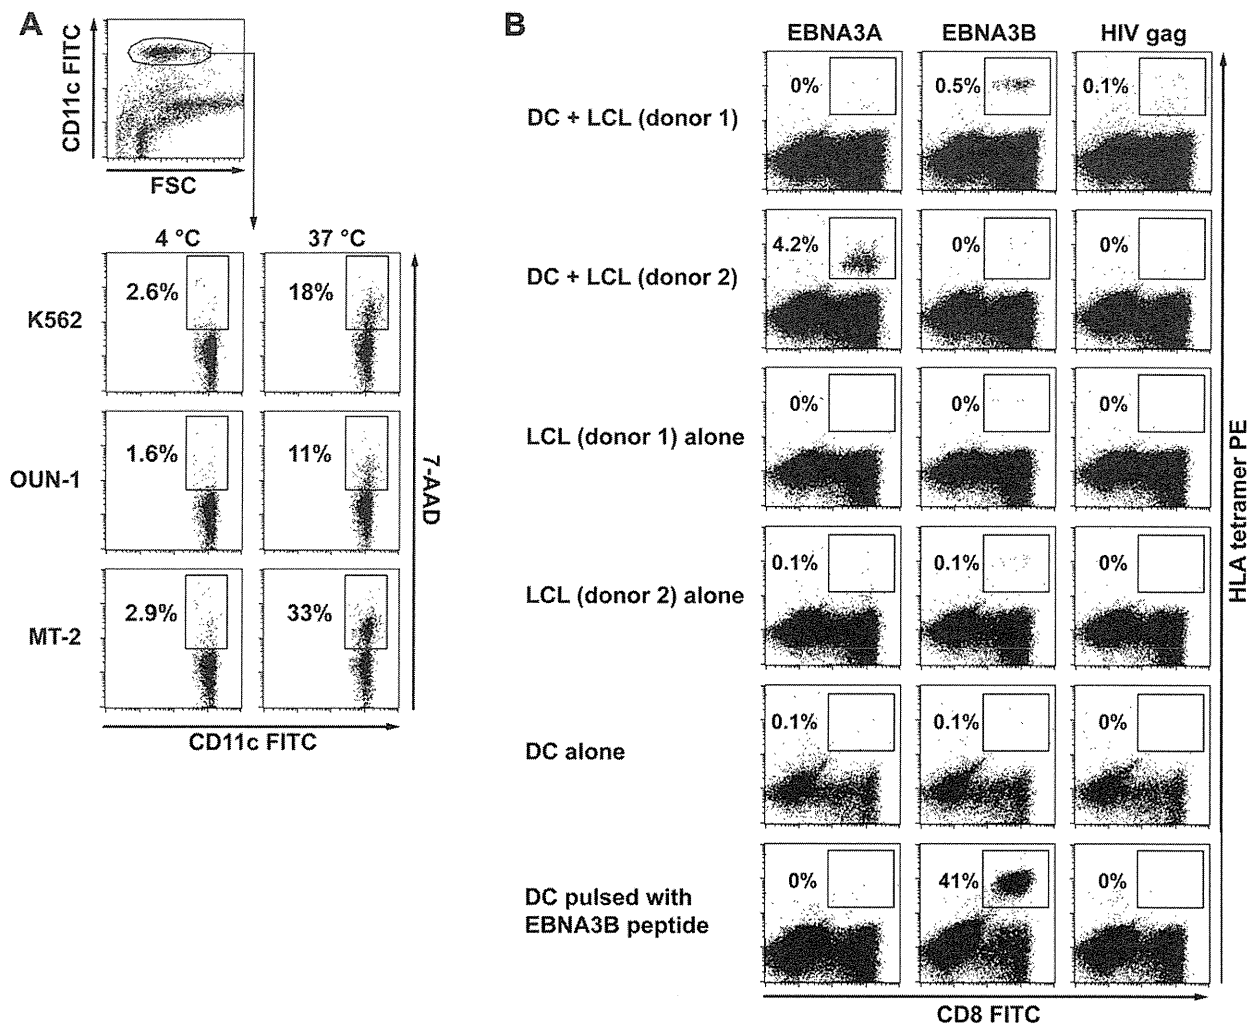 A
CD11c FITC
FSC
4 °C
37 °C
K562
2.6%
18%
OUN-1
1.6%
11%
MT-2
2.9%
33%
7-AAD
CD11c FITC
B
EBNA3A
EBNA3B
HIV gag
DC + LCL (donor 1)
0%
0.5%
0.1%
DC + LCL (donor 2)
4.2%
0%
0%
LCL (donor 1) alone
0%
0%
0%
LCL (donor 2) alone
0.1%
0.1%
0%
DC alone
0.1%
0.1%
0%
DC pulsed with
EBNA3B peptide
0%
41%
0%
HLA tetramer PE
CD8 FITC